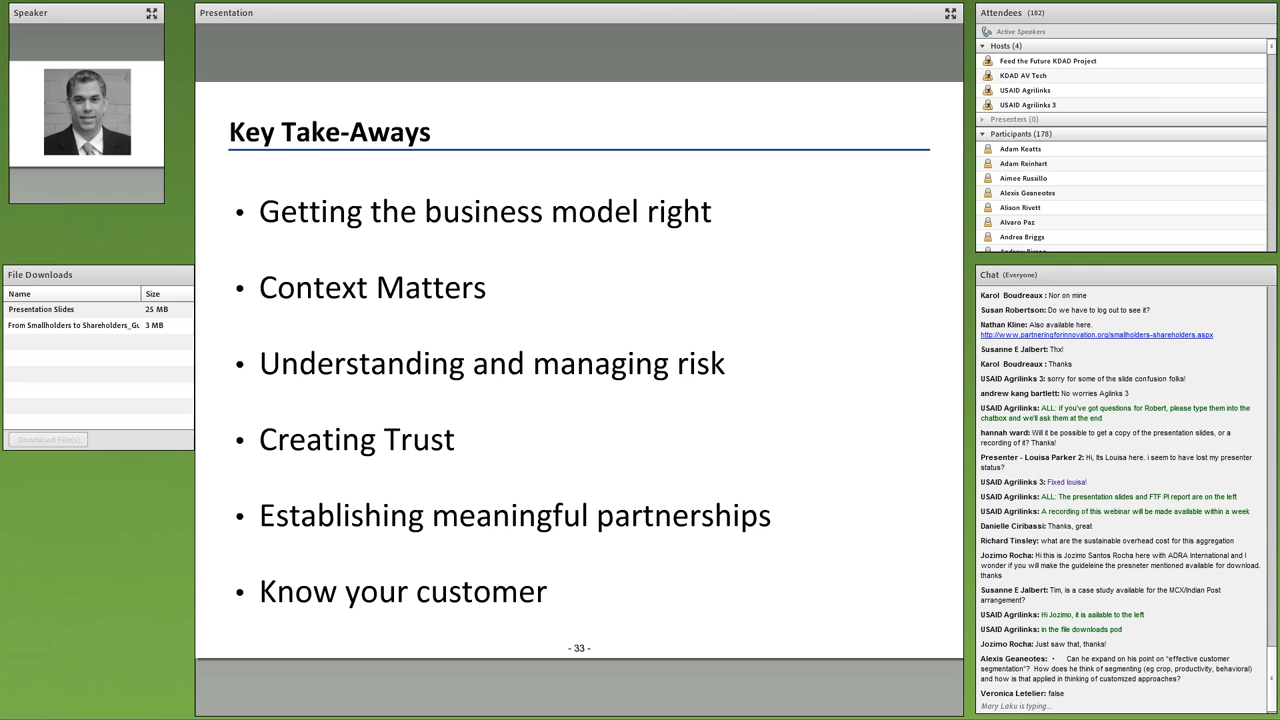 Speaker
Presentation
Key Take-Aways
• Getting the business model right
• Context Matters
• Understanding and managing risk
• Creating Trust
• Establishing meaningful partnerships
• Know your customer
- 33 -
File Downloads
Name Size
Presentation Slides 25 MB
From Smallholders to Shareholders_Gu 3 MB
Download File(s)
Attendees (182)
Active Speakers
Hosts (4)
Feed the Future KDAD Project
KDAD AV Tech
USAID Agrilinks
USAID Agrilinks 3
Presenters (0)
Participants (178)
Adam Keatts
Adam Reinhart
Aimee Russillo
Alexis Geaneotes
Alison Rivett
Alvaro Paz
Andrea Briggs
Chat (Everyone)
Karol Boudreaux : Nor on mine
Susan Robertson: Do we have to log out to see it?
Nathan Kline: Also available here.
http://www.partneringforinnovation.org/smallholders-shareholders.aspx
Susanne E Jalbert: Thx!
Karol Boudreaux : Thanks
USAID Agrilinks 3: sorry for some of the slide confusion folks!
andrew kang bartlett: No worries Aglinks 3
USAID Agrilinks: ALL: if you've got questions for Robert, please type them into the
chatbox and we'll ask them at the end
hannah ward: Will it be possible to get a copy of the presentation slides, or a
recording of it? Thanks!
Presenter - Louisa Parker 2: Hi, Its Louisa here. i seem to have lost my presenter
status?
USAID Agrilinks 3: Fixed louisa!
USAID Agrilinks: ALL: The presentation slides and FTF PI report are on the left
USAID Agrilinks: A recording of this webinar will be made available within a week
Danielle Ciribassi: Thanks, great
Richard Tinsley: what are the sustainable overhead cost for this aggregation
Jozimo Rocha: Hi this is Jozimo Santos Rocha here with ADRA International and I
wonder if you will make the guideleine the presneter mentioned available for download.
thanks
Susanne E Jalbert: Tim, is a case study available for the MCX/Indian Post
arrangement?
USAID Agrilinks: Hi Jozimo, it is aailable to the left
USAID Agrilinks: in the file downloads pod
Jozimo Rocha: Just saw that, thanks!
Alexis Geaneotes: • Can he expand on his point on “effective customer
segmentation”? How does he think of segmenting (eg crop, productivity, behavioral)
and how is that applied in thinking of customized approaches?
Veronica Letelier: false
Mary Laku is typing...